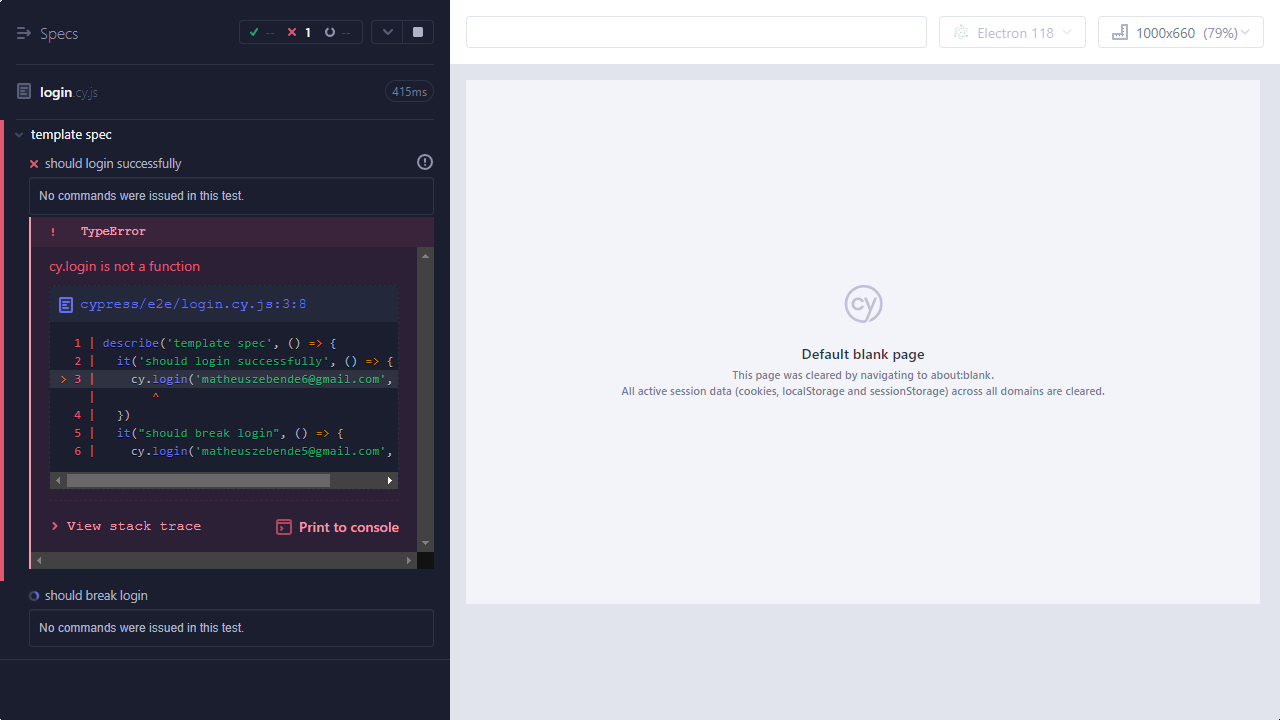 Specs
-- 1 --
login.cy.js 415ms
template spec
should login successfully
No commands were issued in this test.
! TypeError
cy.login is not a function
cypress/e2e/login.cy.js:3:8
1 | describe('template spec', () => {
2 |   it('should login successfully', () => {
> 3 |     cy.login('matheuszebende6@gmail.com',
|        ^
4 |   })
5 |   it("should break login", () => {
6 |     cy.login('matheuszebende5@gmail.com',
> View stack trace
Print to console
should break login
No commands were issued in this test.
Electron 118
1000x660 (79%)
cy
Default blank page
This page was cleared by navigating to about:blank.
All active session data (cookies, localStorage and sessionStorage) across all domains are cleared.